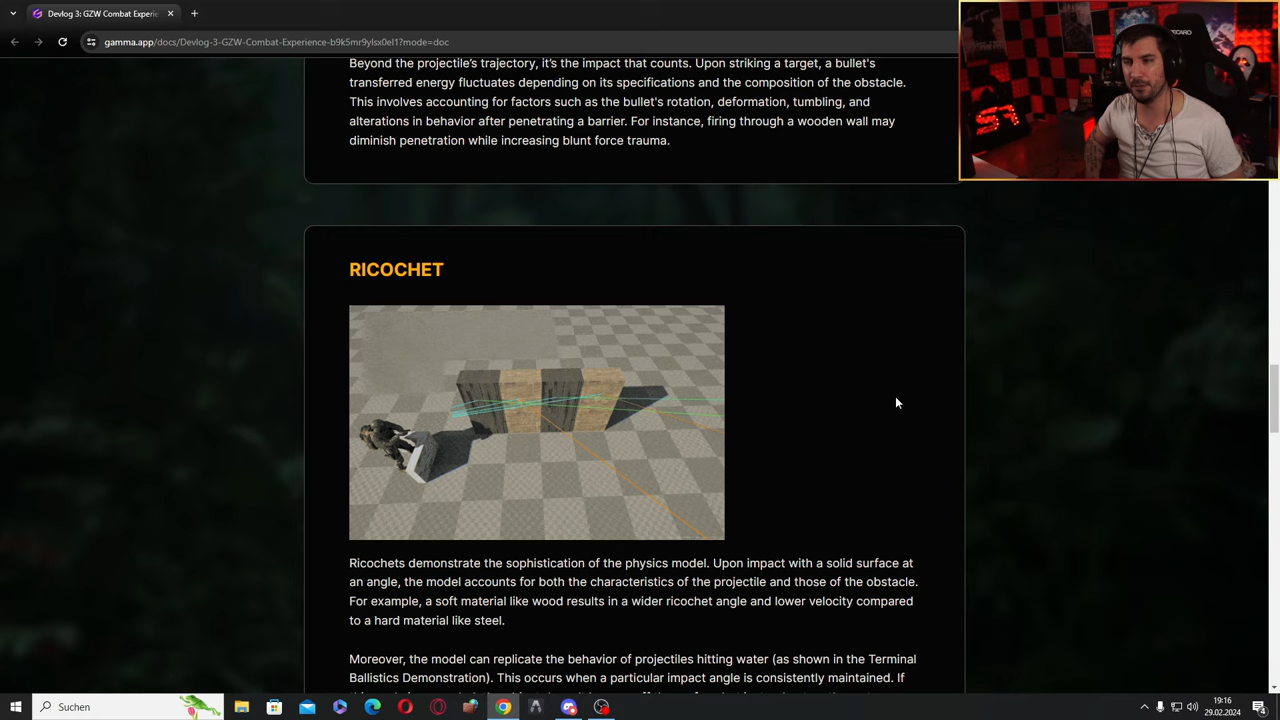 Devlog 3: GZW Combat Experie
gamma.app/docs/Devlog-3-GZW-Combat-Experience-b9k5mr9ylsx0el1?mode=doc
Beyond the projectile's trajectory, it's the impact that counts. Upon striking a target, a bullet's
transferred energy fluctuates depending on its specifications and the composition of the obstacle.
This involves accounting for factors such as the bullet's rotation, deformation, tumbling, and
alterations in behavior after penetrating a barrier. For instance, firing through a wooden wall may
diminish penetration while increasing blunt force trauma.
RICOCHET
Ricochets demonstrate the sophistication of the physics model. Upon impact with a solid surface at
an angle, the model accounts for both the characteristics of the projectile and those of the obstacle.
For example, a soft material like wood results in a wider ricochet angle and lower velocity compared
to a hard material like steel.
Moreover, the model can replicate the behavior of projectiles hitting water (as shown in the Terminal
Ballistics Demonstration). This occurs when a particular impact angle is consistently maintained. If
Suchen
19:16
29.02.2024
4